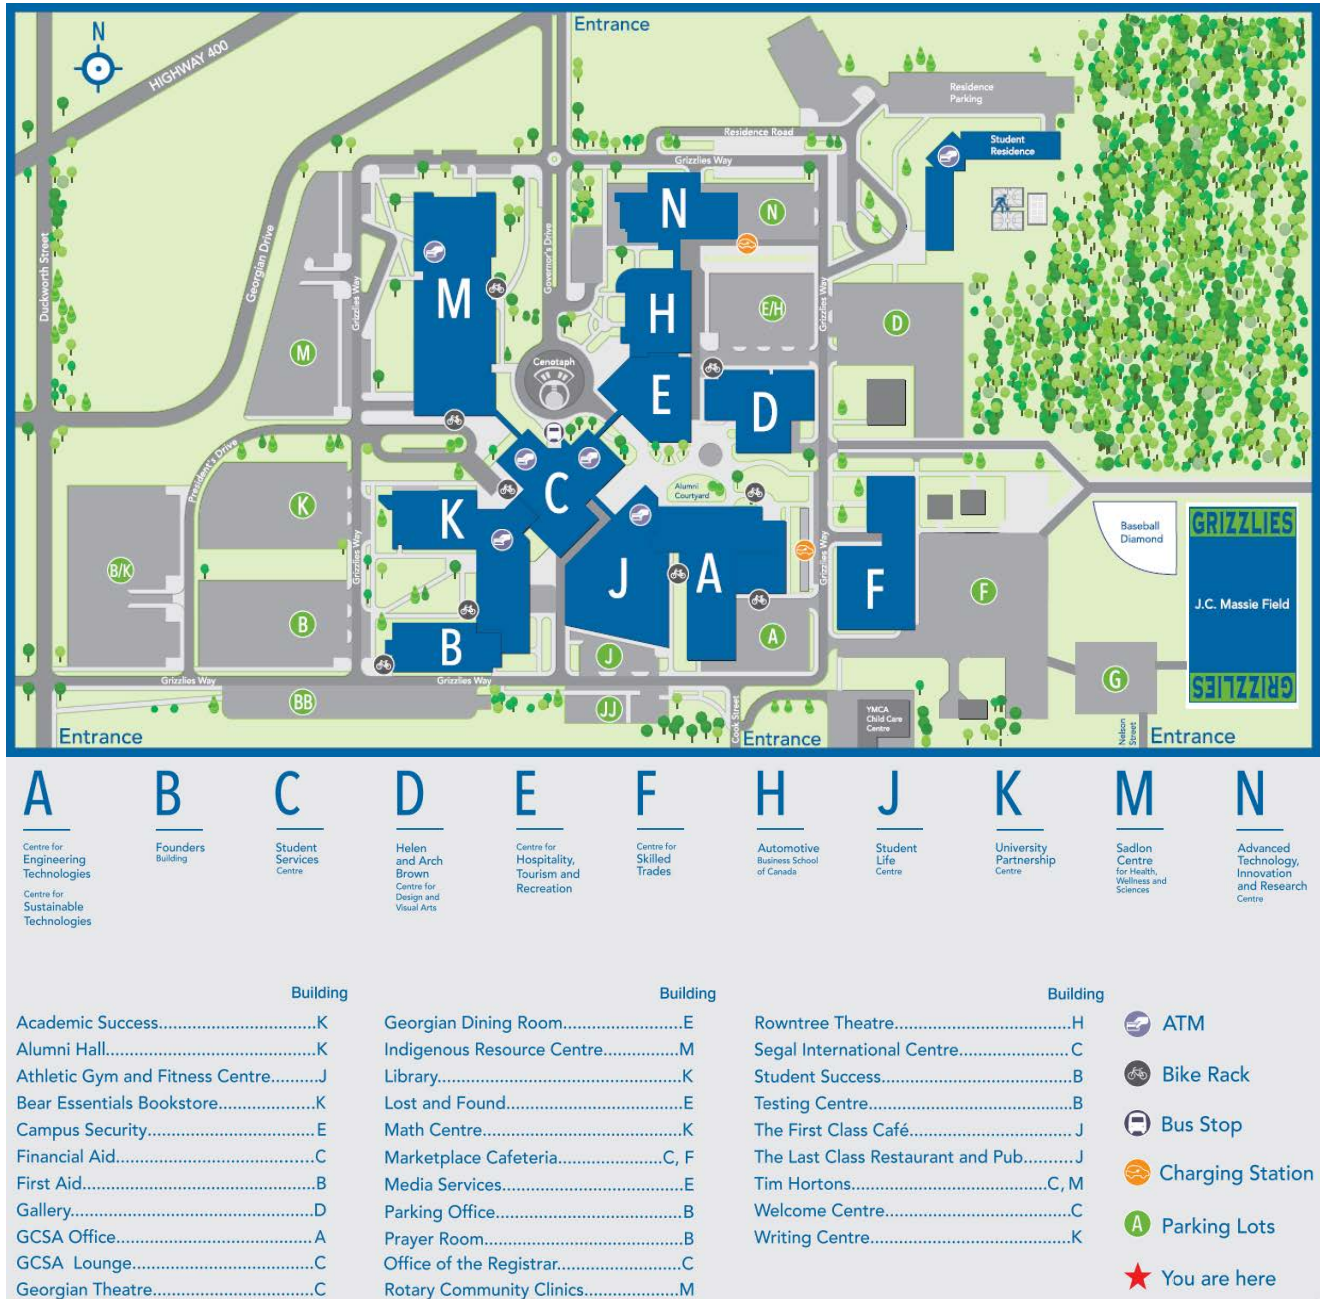 Entrance
N
HIGHWAY 400
Residence
Parking
Residence Road
Student
Residence
Grizzlies Way
N
N
Duckworth Street
Georgian Drive
Governor's Drive
Grizzlies Way
Grizzlies Way
M
H
E/H
D
M
Cenotaph
E
D
President's Drive
C
Alumni
Courtyard
K
K
Baseball
Diamond
GRIZZLIES
B/K
Grizzlies Way
Grizzlies Way
J
A
F
F
J.C. Massie Field
B
A
B
J
G
GRIZZLIES
Grizzlies Way
Grizzlies Way
BB
JJ
Cook Street
YMCA
Child Care
Centre
Nelson
Street
Entrance
Entrance
Entrance
A
Centre for
Engineering
Technologies
Centre for
Sustainable
Technologies
B
Founders
Building
C
Student
Services
Centre
D
Helen
and Arch
Brown
Centre for
Design and
Visual Arts
E
Centre for
Hospitality,
Tourism and
Recreation
F
Centre for
Skilled
Trades
H
Automotive
Business School
of Canada
J
Student
Life
Centre
K
University
Partnership
Centre
M
Sadlon
Centre
for Health,
Wellness and
Sciences
N
Advanced
Technology,
Innovation
and Research
Centre
Building
Academic Success...................................K
Alumni Hall...............................................K
Athletic Gym and Fitness Centre..........J
Bear Essentials Bookstore.....................K
Campus Security.....................................E
Financial Aid...........................................C
First Aid..................................................B
Gallery.....................................................D
GCSA Office...........................................A
GCSA Lounge........................................C
Georgian Theatre...................................C
Building
Georgian Dining Room..........................E
Indigenous Resource Centre................M
Library.....................................................K
Lost and Found......................................E
Math Centre...........................................K
Marketplace Cafeteria.......................C, F
Media Services.......................................E
Parking Office........................................B
Prayer Room..........................................B
Office of the Registrar...........................C
Rotary Community Clinics....................M
Building
Rowntree Theatre.................................H
Segal International Centre....................C
Student Success....................................B
Testing Centre.......................................B
The First Class Café..............................J
The Last Class Restaurant and Pub..........J
Tim Hortons......................................C, M
Welcome Centre...................................C
Writing Centre......................................K
ATM
Bike Rack
Bus Stop
Charging Station
A Parking Lots
You are here